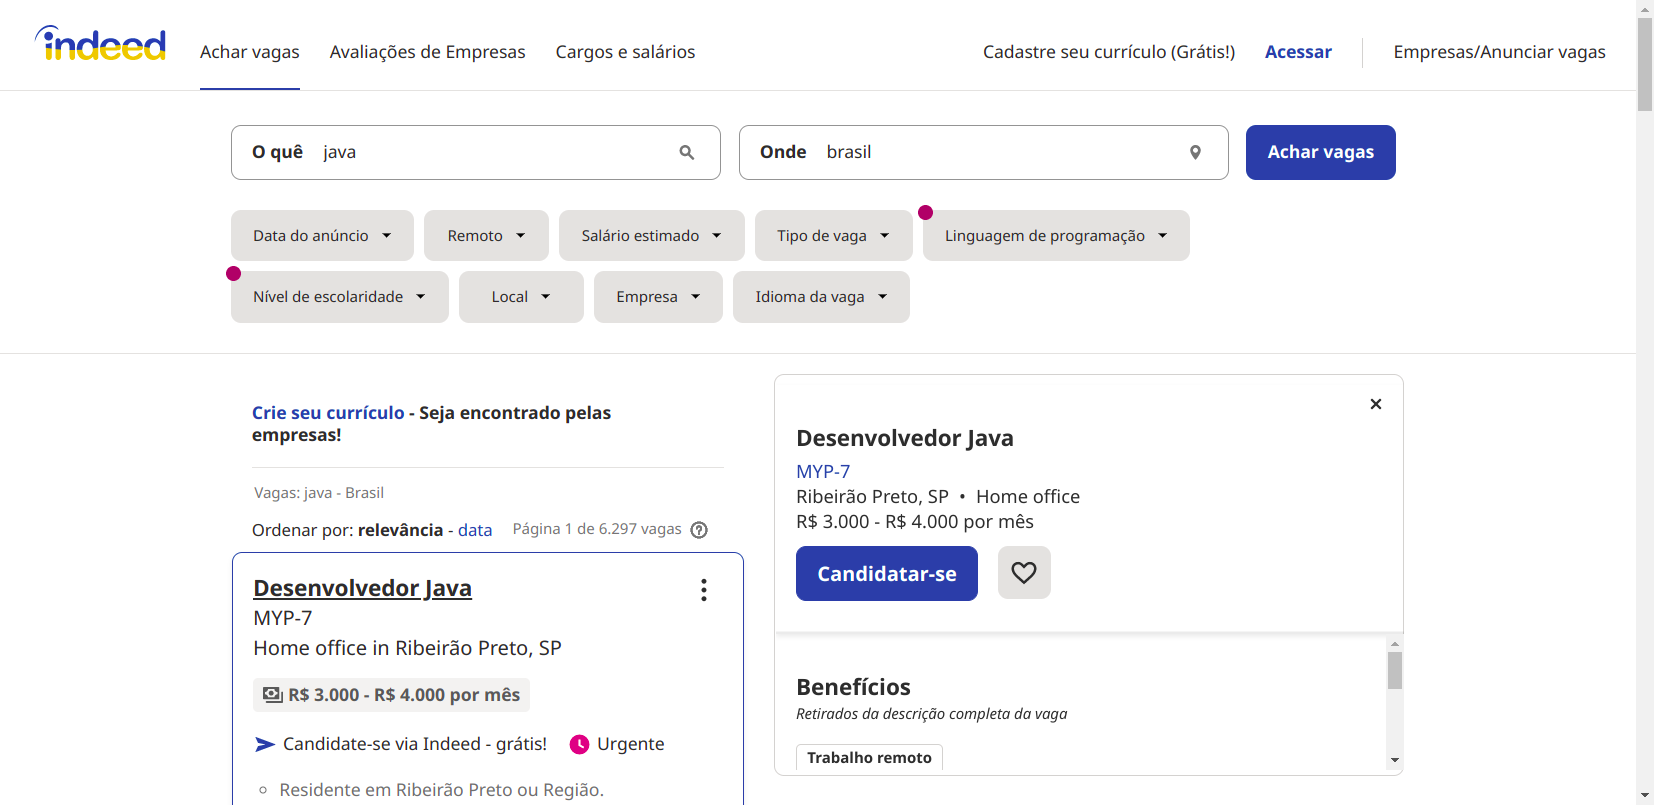 indeed
Achar vagas
Avaliações de Empresas
Cargos e salários
Cadastre seu currículo (Grátis!)
Acessar
Empresas/Anunciar vagas
O quê java
Onde brasil
Achar vagas
Data do anúncio
Remoto
Salário estimado
Tipo de vaga
Linguagem de programação
Nível de escolaridade
Local
Empresa
Idioma da vaga
Crie seu currículo - Seja encontrado pelas
empresas!
Vagas: java - Brasil
Ordenar por: relevância - data
Página 1 de 6.297 vagas
Desenvolvedor Java
MYP-7
Home office in Ribeirão Preto, SP
R$ 3.000 - R$ 4.000 por mês
Candidate-se via Indeed - grátis!
Urgente
Residente em Ribeirão Preto ou Região.
Desenvolvedor Java
MYP-7
Ribeirão Preto, SP • Home office
R$ 3.000 - R$ 4.000 por mês
Candidatar-se
Benefícios
Retirados da descrição completa da vaga
Trabalho remoto